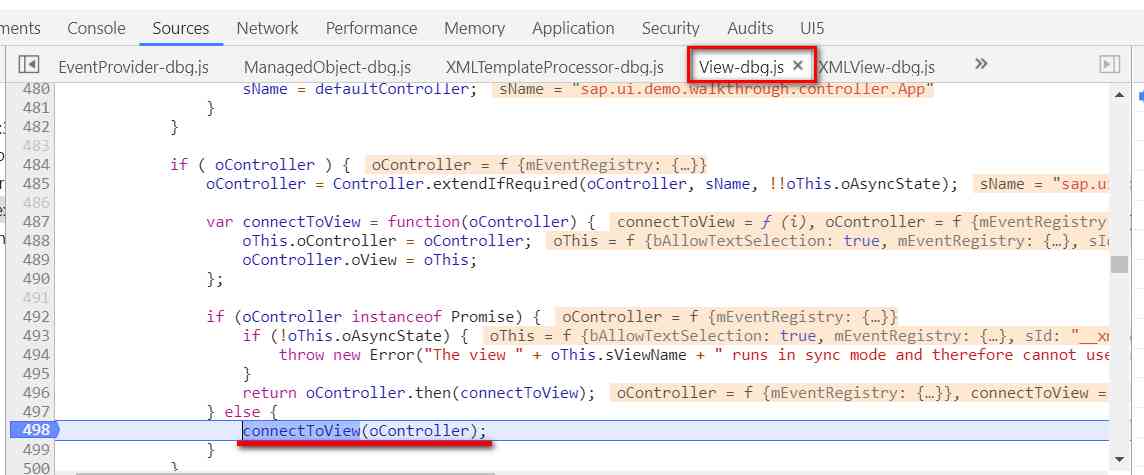 ments Console Sources Network Performance Memory Application Security Audits UI5
EventProvider-dbg.js ManagedObject-dbg.js XMLTemplateProcessor-dbg.js View-dbg.js × XMLView-dbg.js »
480 sName = defaultController; sName = "sap.ui.demo.walkthrough.controller.App"
481 }
482 }
483
484 if ( oController ) { oController = f {mEventRegistry: {…}}
485 oController = Controller.extendIfRequired(oController, sName, !!oThis.oAsyncState); sName = "sap.u
486
487 var connectToView = function(oController) { connectToView = ƒ (i), oController = f {mEventRegistry:
488 oThis.oController = oController; oThis = f {bAllowTextSelection: true, mEventRegistry: {…}, sId
489 oController.oView = oThis;
490 };
491
492 if (oController instanceof Promise) { oController = f {mEventRegistry: {…}}
493 if (!oThis.oAsyncState) { oThis = f {bAllowTextSelection: true, mEventRegistry: {…}, sId: "__xm
494 throw new Error("The view " + oThis.sViewName + " runs in sync mode and therefore cannot use
495 }
496 return oController.then(connectToView); oController = f {mEventRegistry: {…}}, connectToView =
497 } else {
498 connectToView(oController);
499 }
500 }